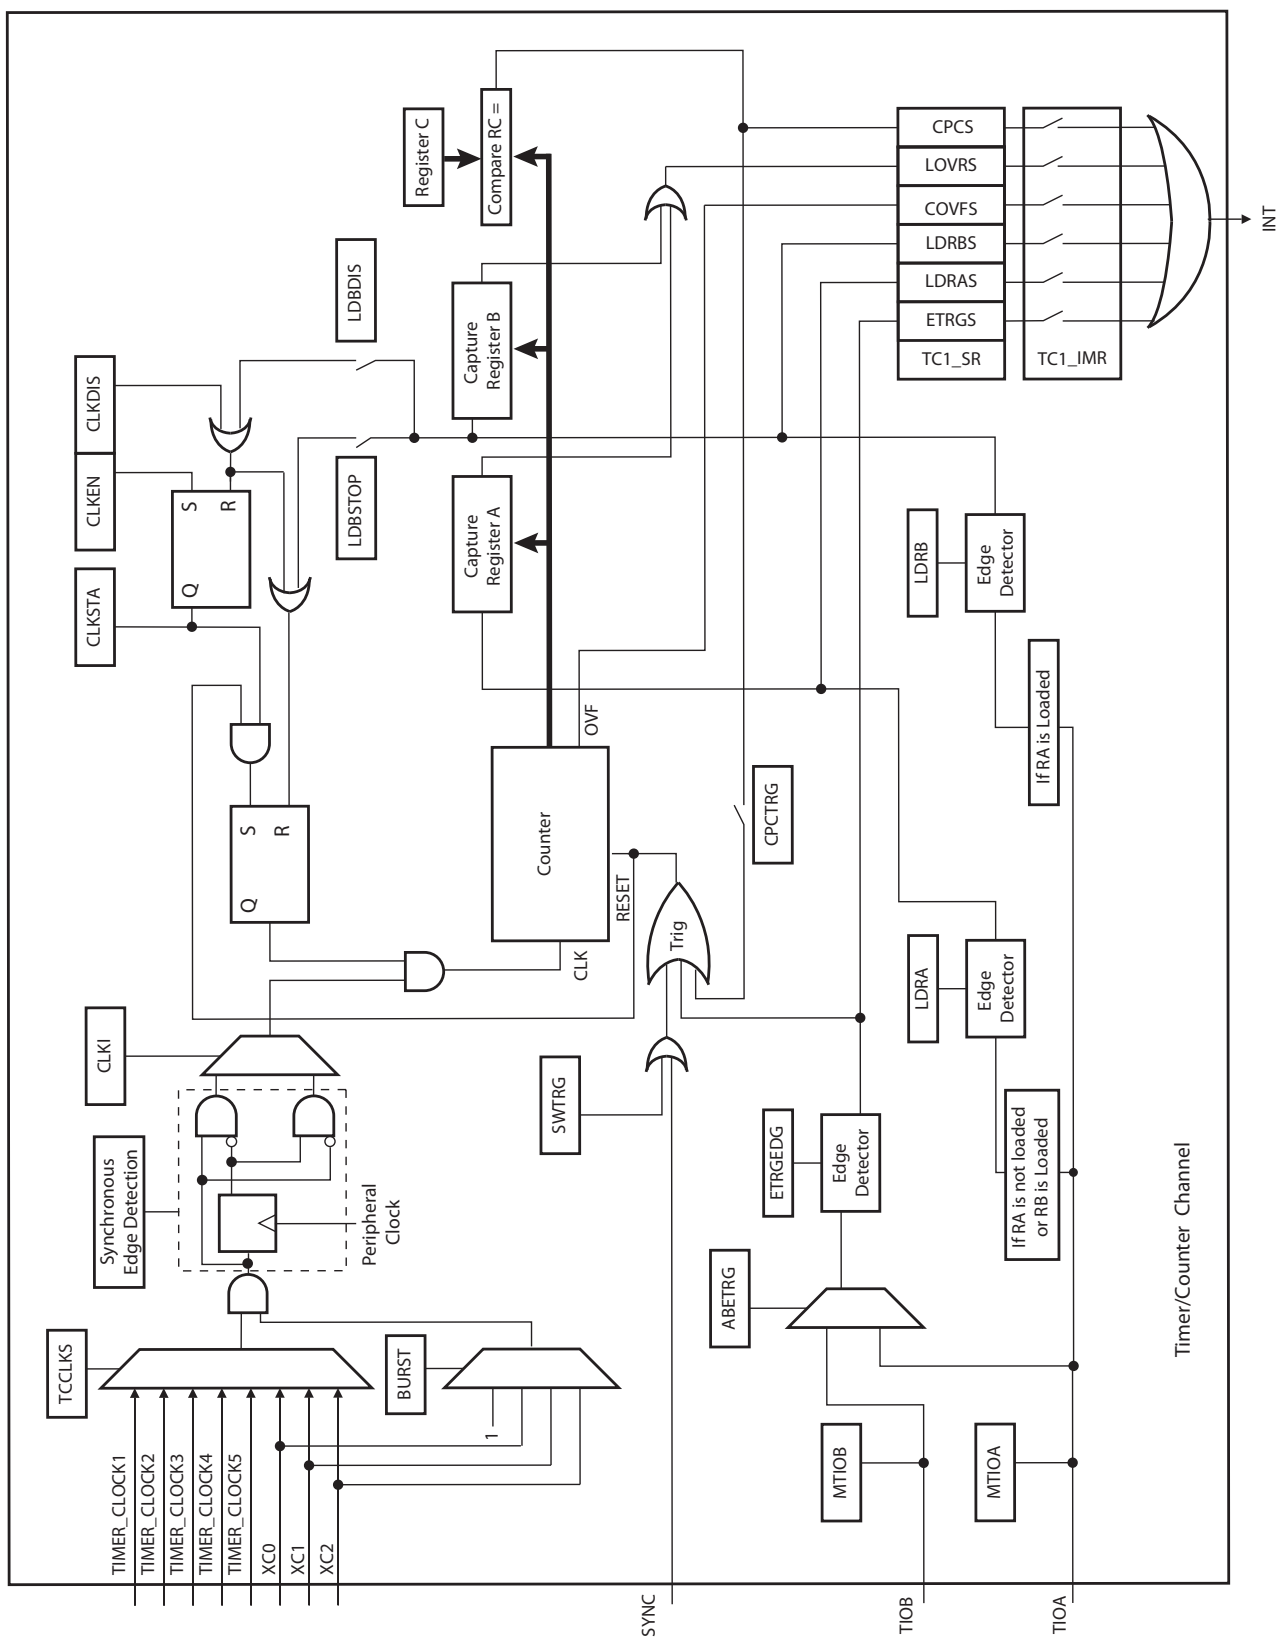 Timer/Counter Channel
TCCLKS
TIMER_CLOCK1
TIMER_CLOCK2
TIMER_CLOCK3
TIMER_CLOCK4
TIMER_CLOCK5
XC0
XC1
XC2
Synchronous
Edge Detection
CLKI
CLKSTA
CLKEN
CLKDIS
BURST
1
Peripheral
Clock
Q
S
R
Q
S
R
LDBSTOP
LDBDIS
Register C
Capture
Register A
Capture
Register B
Compare RC =
Counter
CLK
OVF
RESET
SWTRG
SYNC
Trig
CPCTRG
ABETRG
ETRGEDG
Edge
Detector
MTIOB
TIOB
MTIOA
TIOA
LDRA
Edge
Detector
If RA is not loaded
or RB is Loaded
LDRB
Edge
Detector
If RA is Loaded
CPCS
LOVRS
COVFS
LDRBS
LDRAS
ETRGS
TC1_SR
TC1_IMR
INT